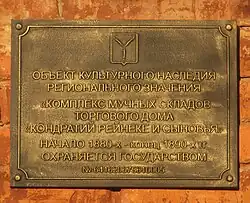 ОБЪЕКТ КУЛЬТУРНОГО НАСЛЕДИЯ
РЕГИОНАЛЬНОГО ЗНАЧЕНИЯ
«КОМПЛЕКС МУЧНЫХ СКЛАДОВ
ТОРГОВОГО ДОМА
«КОНДРАТИЙ РЕЙНЕКЕ И СЫНОВЬЯ»
НАЧАЛО 1880-х - конец 1890-х гг.
ОХРАНЯЕТСЯ ГОСУДАРСТВОМ